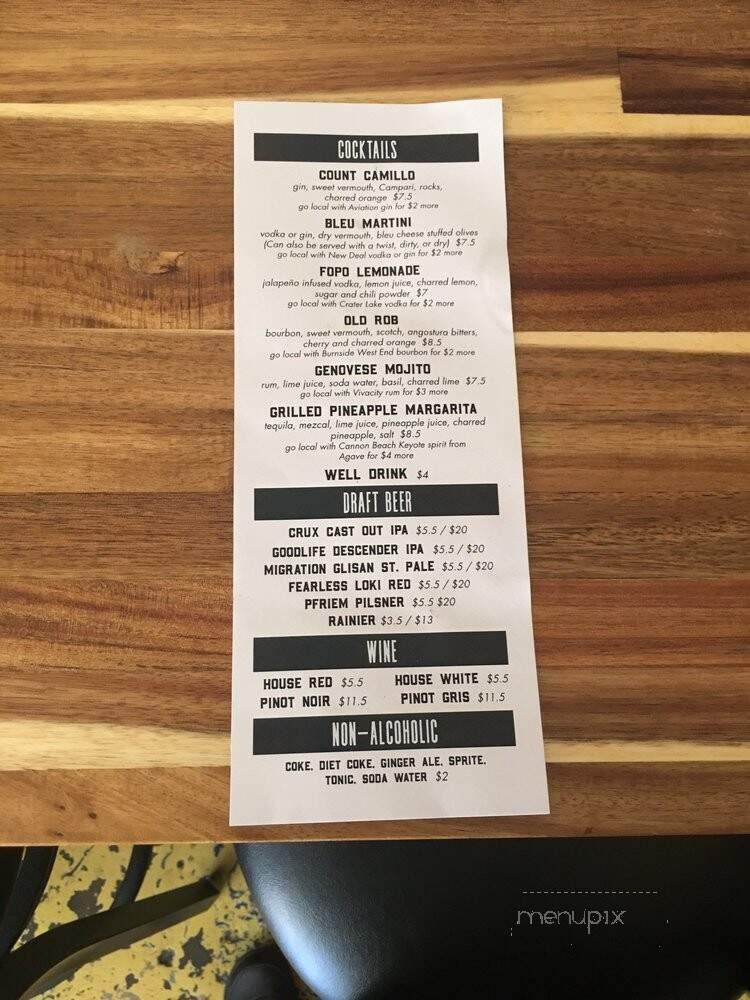 COCKTAILS
COUNT CAMILLO
gin, sweet vermouth, Campari, rocks,
charred orange $7.5
go local with Aviation gin for $2 more
BLEU MARTINI
vodka or gin, dry vermouth, bleu cheese stuffed olives
(Can also be served with a twist, dirty, or dry) $7.5
go local with New Deal vodka or gin for $2 more
FOPO LEMONADE
jalapeño infused vodka, lemon juice, charred lemon,
sugar and chili powder $7
go local with Crater Lake vodka for $2 more
OLD ROB
bourbon, sweet vermouth, scotch, angostura bitters,
cherry and charred orange $8.5
go local with Burnside West End bourbon for $2 more
GENOVESE MOJITO
rum, lime juice, soda water, basil, charred lime $7.5
go local with Vivacity rum for $3 more
GRILLED PINEAPPLE MARGARITA
tequila, mezcal, lime juice, pineapple juice, charred
pineapple, salt $8.5
go local with Cannon Beach Keyote spirit from
Agave for $4 more
WELL DRINK $4
DRAFT BEER
CRUX CAST OUT IPA $5.5 / $20
GOODLIFE DESCENDER IPA $5.5 / $20
MIGRATION GLISAN ST. PALE $5.5 / $20
FEARLESS LOKI RED $5.5 / $20
PFRIEM PILSNER $5.5 $20
RAINIER $3.5 / $13
WINE
HOUSE RED $5.5 HOUSE WHITE $5.5
PINOT NOIR $11.5 PINOT GRIS $11.5
NON-ALCOHOLIC
COKE. DIET COKE. GINGER ALE. SPRITE.
TONIC. SODA WATER $2
menupix